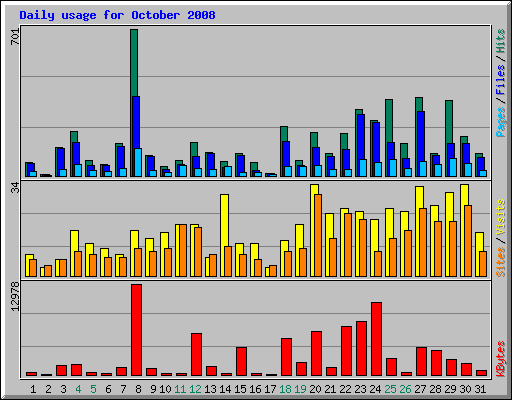 Daily usage for October 2008
701
Pages / Files / Hits
34
Sites / Visits
12978
KBytes
1 2 3 4 5 6 7 8 9 10 11 12 13 14 15 16 17 18 19 20 21 22 23 24 25 26 27 28 29 30 31